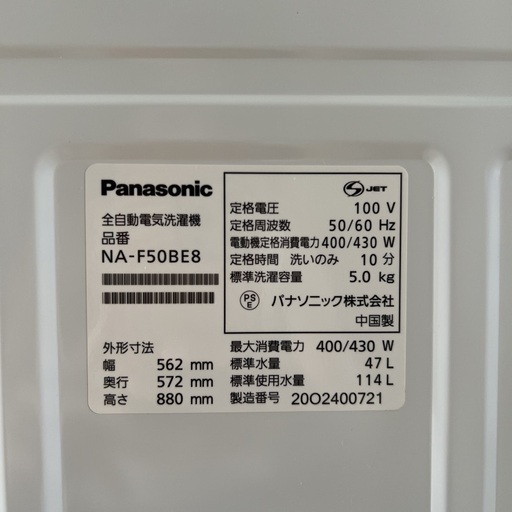 Panasonic
全自動電気洗濯機
品番
NA-F50BE8
外形寸法
幅 562 mm
奥行 572 mm
高さ 880 mm
S JET
定格電圧 100 V
定格周波数 50/60 Hz
電動機定格消費電力 400/430 W
定格時間 洗いのみ 10 分
標準洗濯容量 5.0 kg
PS E パナソニック株式会社
中国製
最大消費電力 400/430 W
標準水量 47 L
標準使用水量 114 L
製造番号 20O2400721